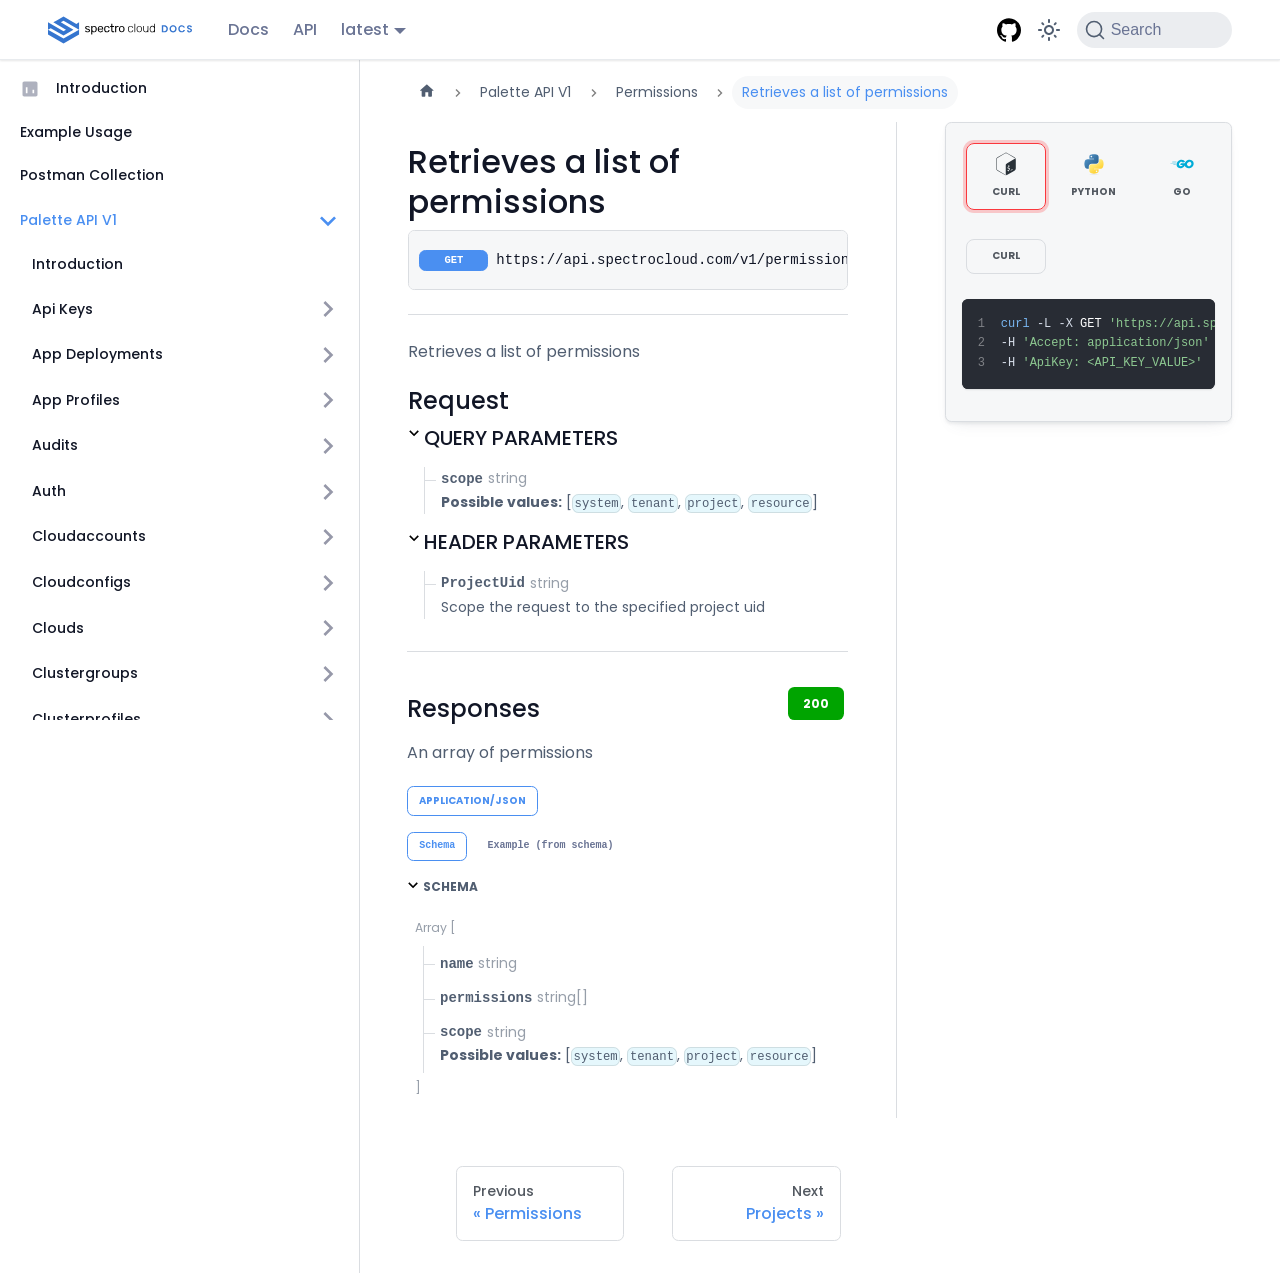 spectro cloud DOCS
Docs
API
latest
Search
Introduction
Example Usage
Postman Collection
Palette API V1
Introduction
Api Keys
App Deployments
App Profiles
Audits
Auth
Cloudaccounts
Cloudconfigs
Clouds
Clustergroups
Clusterprofiles
Palette API V1
Permissions
Retrieves a list of permissions
Retrieves a list of
permissions
GET https://api.spectrocloud.com/v1/permission
Retrieves a list of permissions
Request
QUERY PARAMETERS
scope string
Possible values: [system, tenant, project, resource]
HEADER PARAMETERS
ProjectUid string
Scope the request to the specified project uid
Responses
200
An array of permissions
APPLICATION/JSON
Schema
Example (from schema)
SCHEMA
Array [
name string
permissions string[]
scope string
Possible values: [system, tenant, project, resource]
]
Previous
« Permissions
Next
Projects »
CURL
PYTHON
GO
CURL
1 curl -L -X GET 'https://api.sp
2 -H 'Accept: application/json'
3 -H 'ApiKey: <API_KEY_VALUE>'